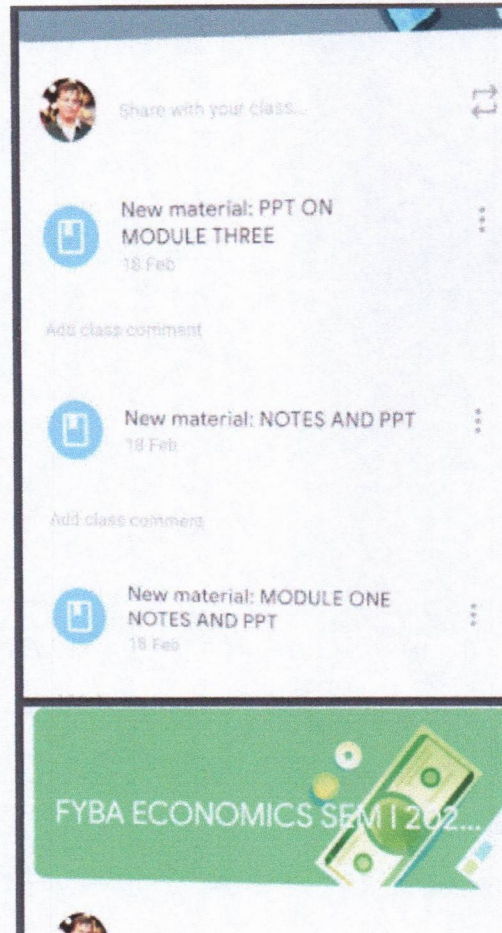 Share with your class...
New material: PPT ON
MODULE THREE
18 Feb
Add class comment
New material: NOTES AND PPT
18 Feb
Add class comment
New material: MODULE ONE
NOTES AND PPT
18 Feb
FYBA ECONOMICS SEM I 202...